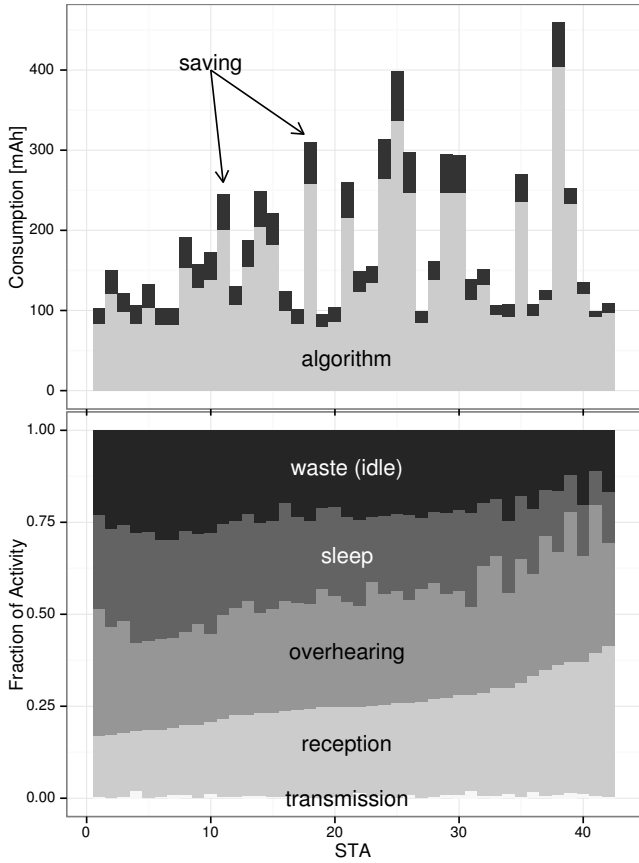 saving
Consumption [mAh]
400
300
200
100
0
algorithm
Fraction of Activity
1.00
0.75
0.50
0.25
0.00
waste (idle)
sleep
overhearing
reception
transmission
0 10 20 30 40
STA